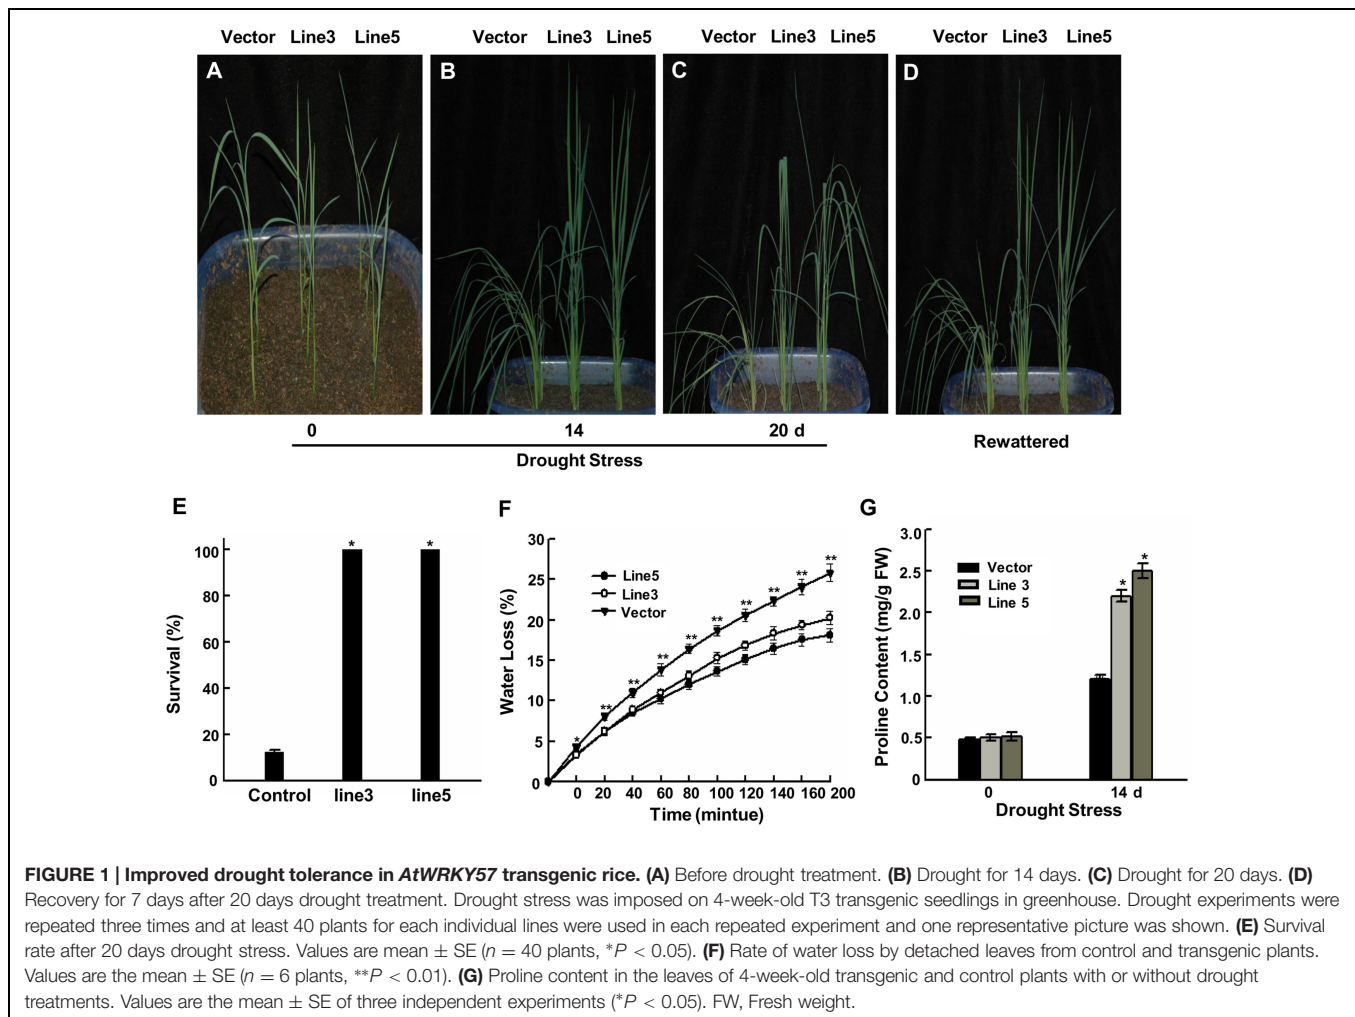 Vector Line3 Line5 Vector Line3 Line5 Vector Line3 Line5 Vector Line3 Line5
A B C D
0 14 20 d
Drought Stress
Rewattered
E
Survival (%)
100
80
60
40
20
0
* *
Control line3 line5
F
Water Loss (%)
30
25
20
15
10
5
0
Line5
Line3
Vector
* ** ** ** ** ** ** ** ** **
0 20 40 60 80 100 120 140 160 200
Time (mintue)
G
Proline Content (mg/g FW)
3.0
2.5
2.0
1.5
1.0
0.5
0
Vector
Line 3
Line 5
* *
0 14 d
Drought Stress
FIGURE 1 | Improved drought tolerance in AtWRKY57 transgenic rice. (A) Before drought treatment. (B) Drought for 14 days. (C) Drought for 20 days. (D)
Recovery for 7 days after 20 days drought treatment. Drought stress was imposed on 4-week-old T3 transgenic seedlings in greenhouse. Drought experiments were
repeated three times and at least 40 plants for each individual lines were used in each repeated experiment and one representative picture was shown. (E) Survival
rate after 20 days drought stress. Values are mean ± SE (n = 40 plants, *P < 0.05). (F) Rate of water loss by detached leaves from control and transgenic plants.
Values are the mean ± SE (n = 6 plants, **P < 0.01). (G) Proline content in the leaves of 4-week-old transgenic and control plants with or without drought
treatments. Values are the mean ± SE of three independent experiments (*P < 0.05). FW, Fresh weight.